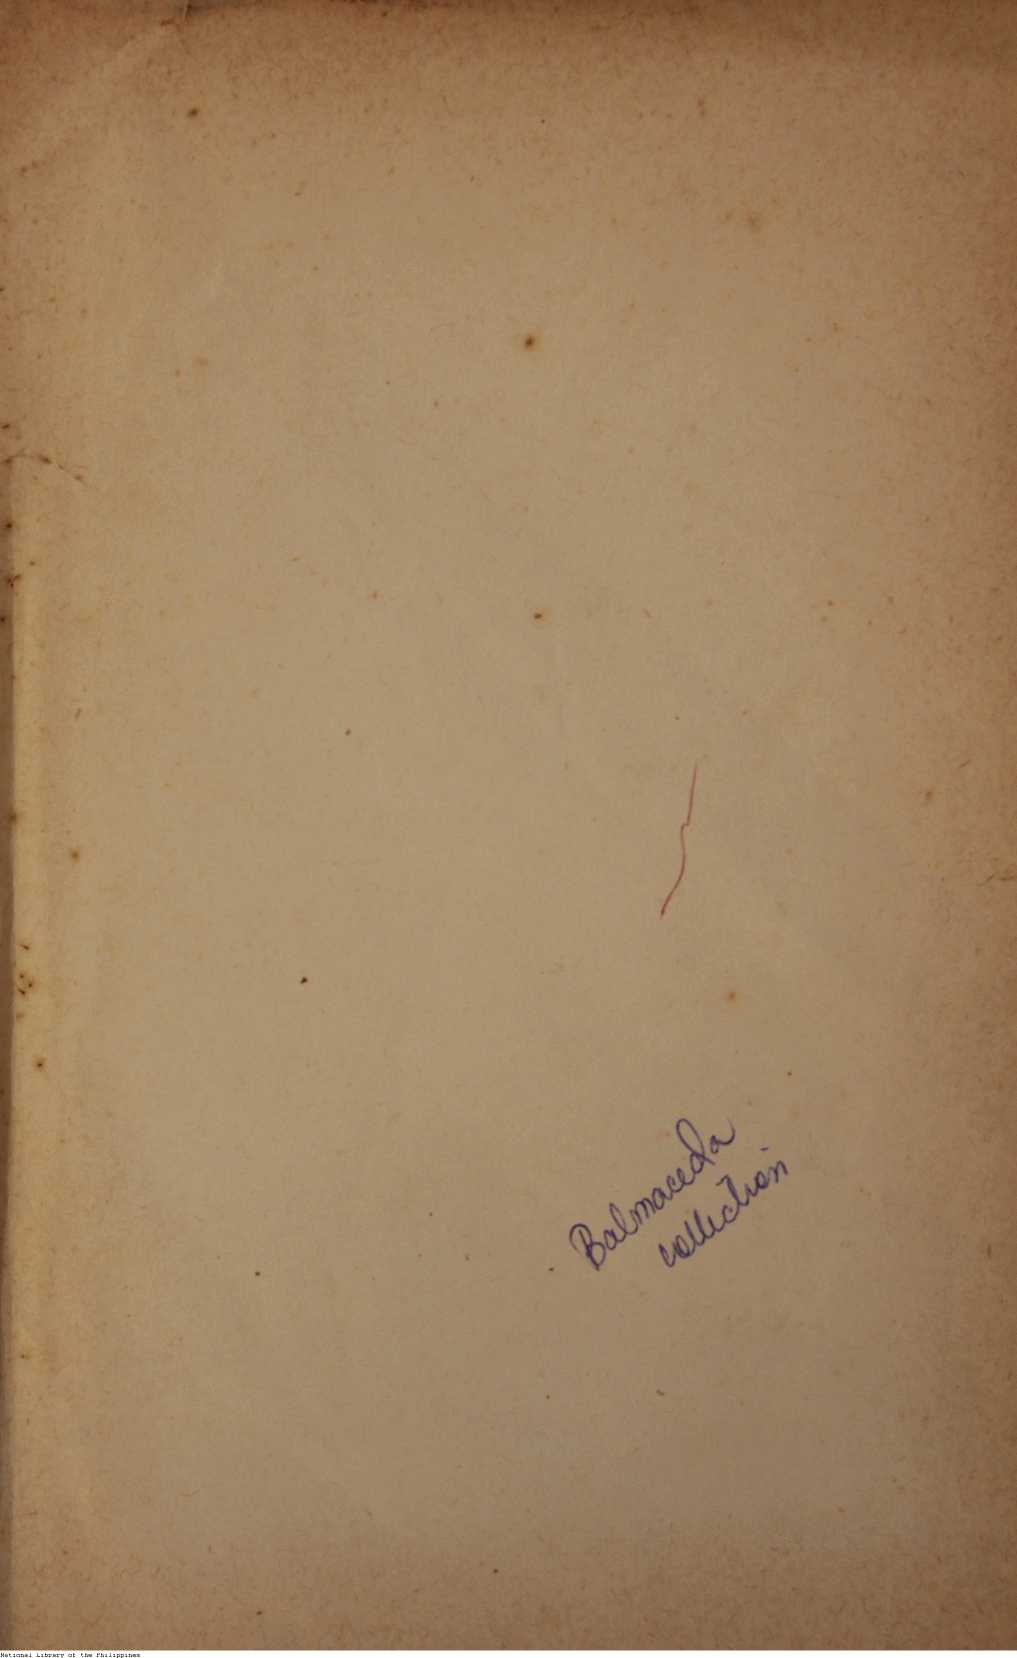 Balmaceda
collection
National Library of the Philippines